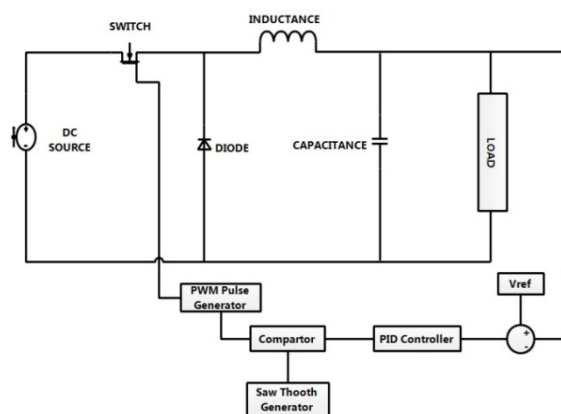 INDUCTANCE
SWITCH
DC
SOURCE
DIODE
CAPACITANCE
LOAD
PWM Pulse
Generator
Vref
Compartor
PID Controller
Saw Thooth
Generator